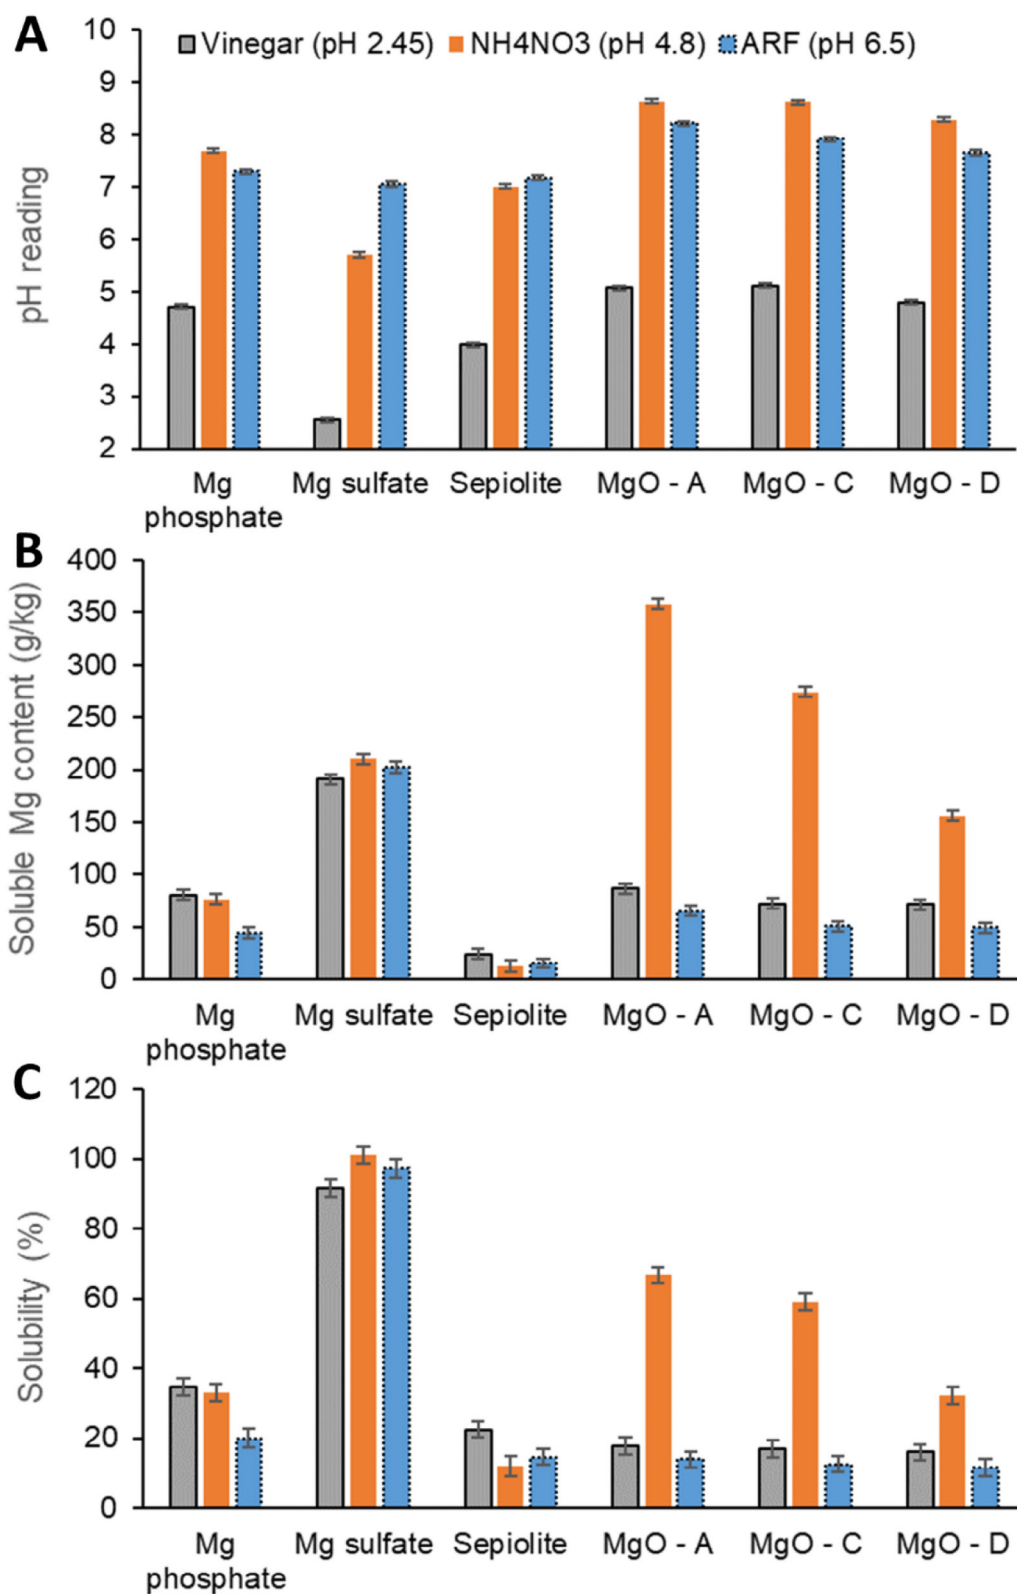 A
Vinegar (pH 2.45) NH4NO3 (pH 4.8) ARF (pH 6.5)
pH reading
10
9
8
7
6
5
4
3
2
Mg phosphate Mg sulfate Sepiolite MgO - A MgO - C MgO - D
B
Soluble Mg content (g/kg)
400
350
300
250
200
150
100
50
0
Mg phosphate Mg sulfate Sepiolite MgO - A MgO - C MgO - D
C
Solubility (%)
120
100
80
60
40
20
0
Mg phosphate Mg sulfate Sepiolite MgO - A MgO - C MgO - D